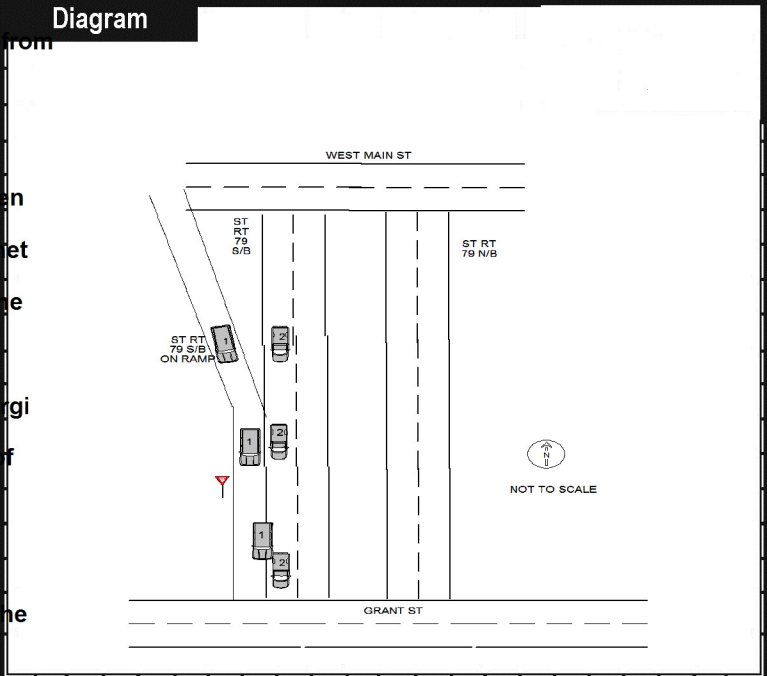 Diagram
from
WEST MAIN ST
en
ST
RT
79
S/B
ST RT
79 N/B
et
ne
1
2
ST RT
79 S/B
ON RAMP
rgi
1
2
of
N
NOT TO SCALE
1
2
GRANT ST
ne